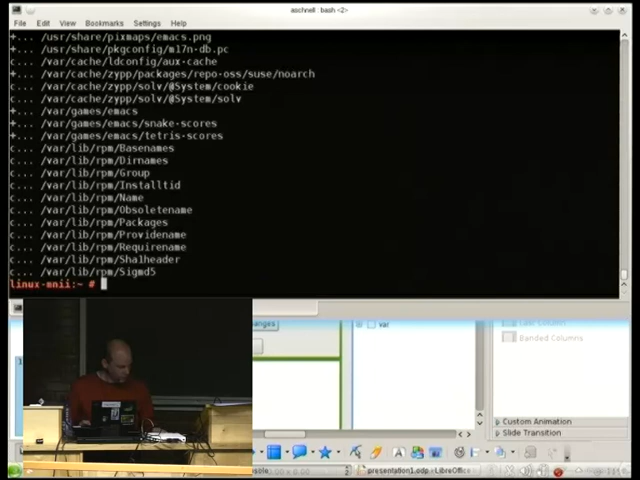 aschnell : bash <2>
File Edit View Bookmarks Settings Help
+... /usr/share/pixmaps/emacs.png
+... /usr/share/pkgconfig/m17n-db.pc
c... /var/cache/ldconfig/aux-cache
+... /var/cache/zypp/packages/repo-oss/suse/noarch
c... /var/cache/zypp/solv/@System/cookie
c... /var/cache/zypp/solv/@System/solv
+... /var/games/emacs
+... /var/games/emacs/snake-scores
+... /var/games/emacs/tetris-scores
c... /var/lib/rpm/Basenames
c... /var/lib/rpm/Dirnames
c... /var/lib/rpm/Group
c... /var/lib/rpm/Installtid
c... /var/lib/rpm/Name
c... /var/lib/rpm/Obsoletename
c... /var/lib/rpm/Packages
c... /var/lib/rpm/Providename
c... /var/lib/rpm/Requirename
c... /var/lib/rpm/Sha1header
c... /var/lib/rpm/Sigmd5
linux-mnii:~ #
var
Banded Columns
Custom Animation
Slide Transition
presentation1.odp - LibreOffice